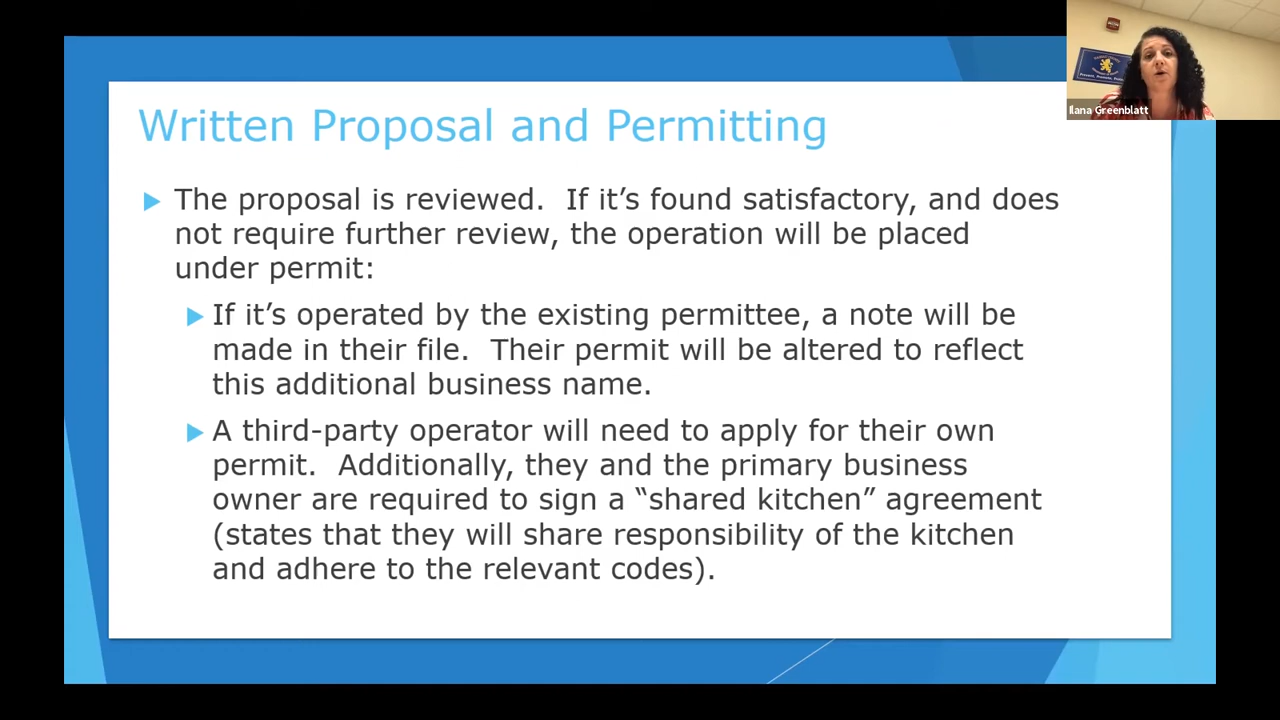 Written Proposal and Permitting
The proposal is reviewed.  If it’s found satisfactory, and does
not require further review, the operation will be placed
under permit:
If it’s operated by the existing permittee, a note will be
made in their file.  Their permit will be altered to reflect
this additional business name.
A third-party operator will need to apply for their own
permit.  Additionally, they and the primary business
owner are required to sign a “shared kitchen” agreement
(states that they will share responsibility of the kitchen
and adhere to the relevant codes).
Ilana Greenblatt